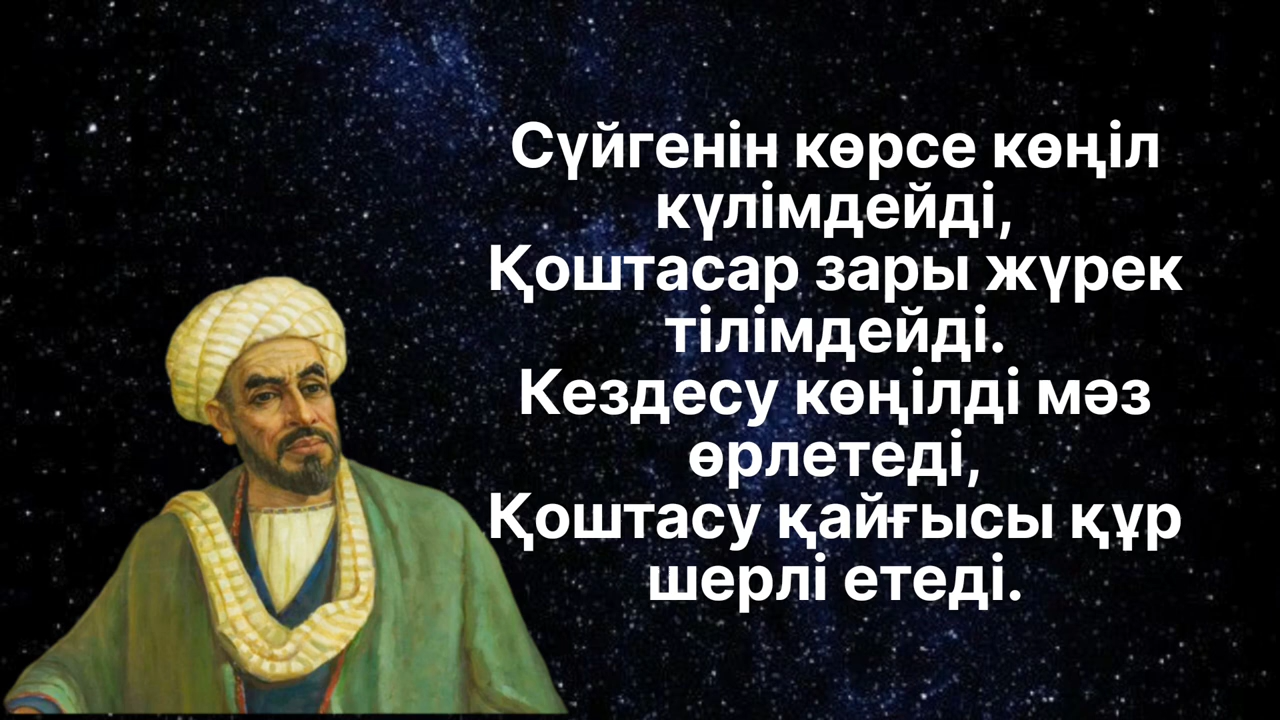 Сүйгенін көрсе көңіл
күлімдейді,
Қоштасар зары жүрек
тілімдейді.
Кездесу көңілді мәз
өрлетеді,
Қоштасу қайғысы құр
шерлі етеді.